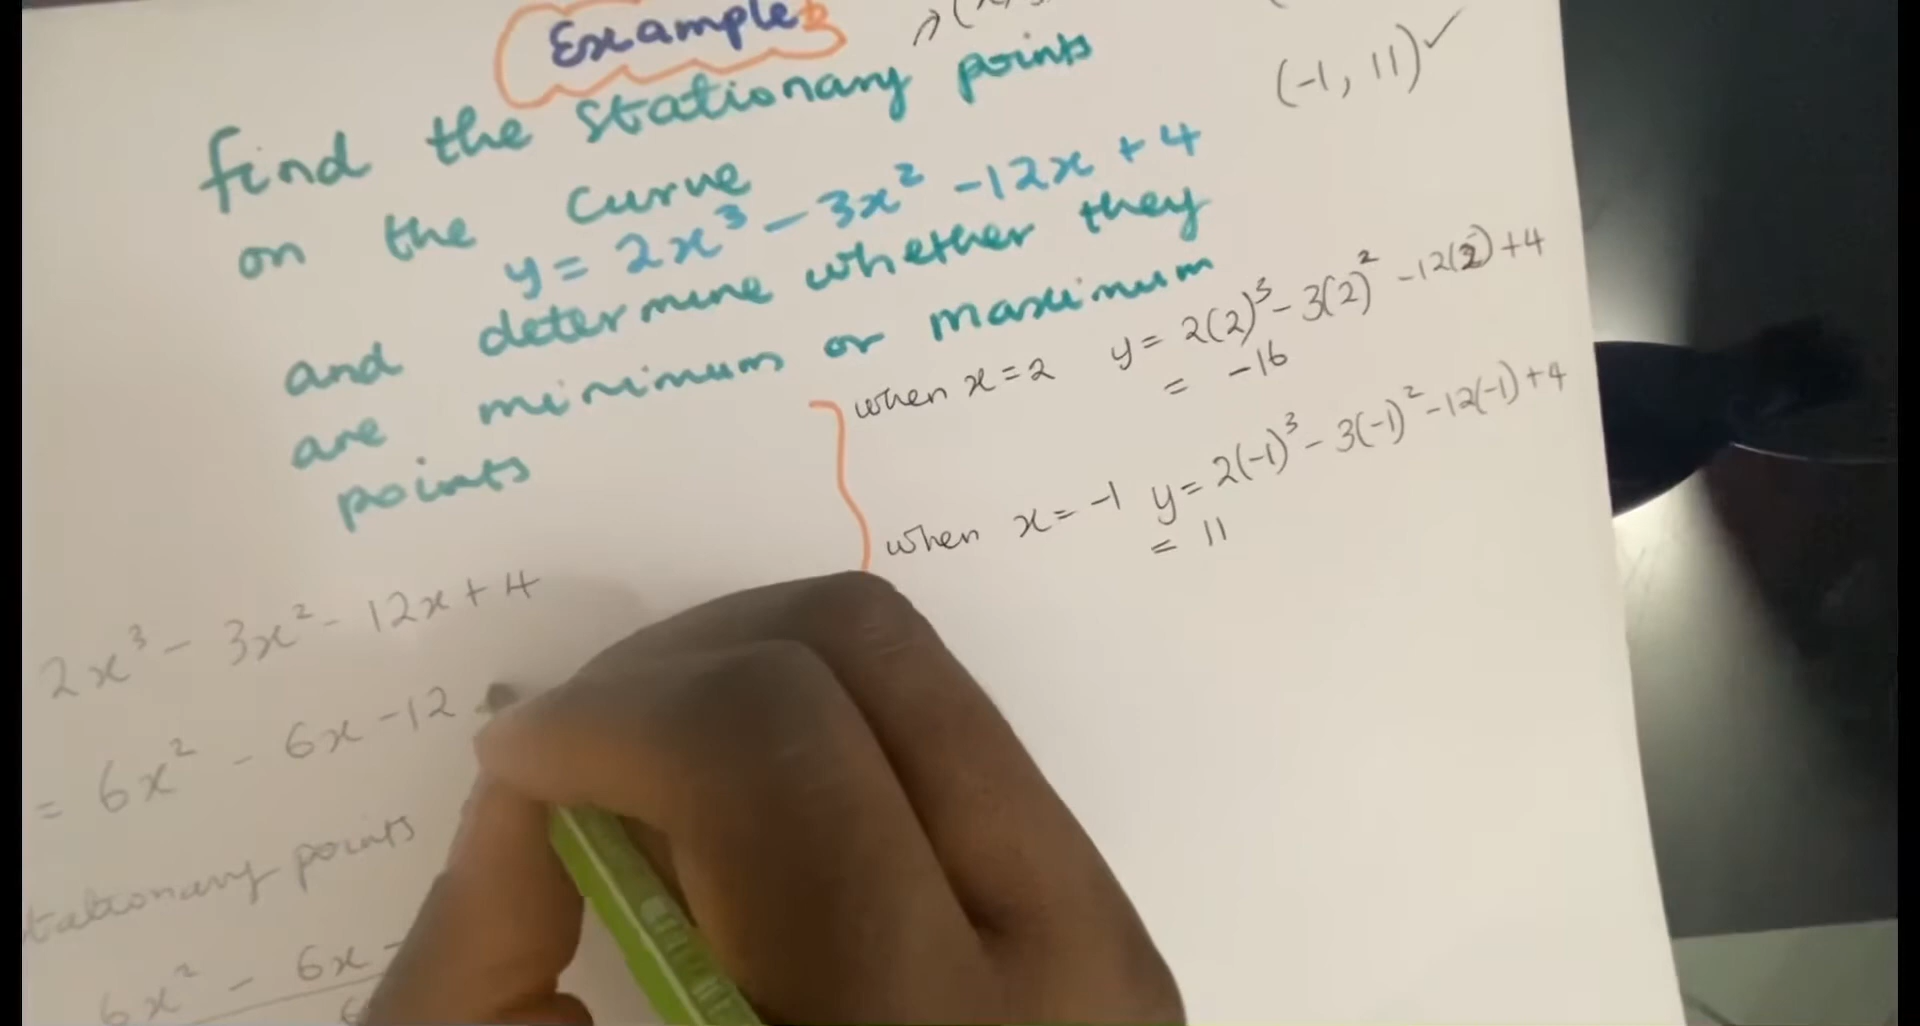 Example
(-1, 11) ✓
find the stationary points
on the curve
y = 2x³ - 3x² - 12x + 4
and determine whether they
are minimum or maximum
points
when x = 2 y = 2(2)³ - 3(2)² - 12(2) + 4
= -16
when x = -1 y = 2(-1)³ - 3(-1)² - 12(-1) + 4
= 11
2x³ - 3x² - 12x + 4
= 6x² - 6x - 12
points
6x² - 6x -